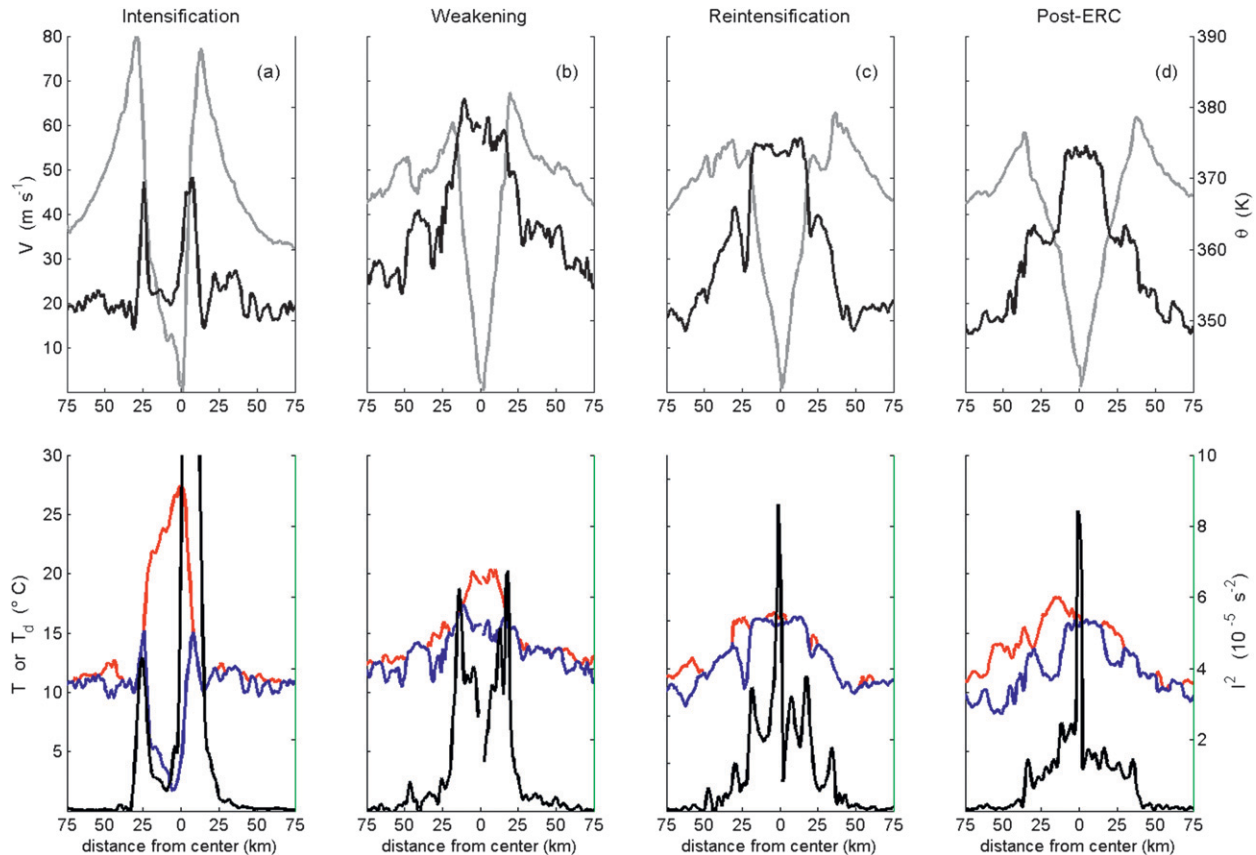 Intensification Weakening Reintensification Post-ERC
80 390
(a) (b) (c) (d)
70
60 380
50
40 370
30 360
20
10 350
V (m s⁻¹)
θ (K)
75 50 25 0 25 50 75 75 50 25 0 25 50 75 75 50 25 0 25 50 75 75 50 25 0 25 50 75
30 10
25 8
20 6
15
10 4
5 2
T or T_d (° C)
I² (10⁻⁵ s⁻²)
75 50 25 0 25 50 75 75 50 25 0 25 50 75 75 50 25 0 25 50 75 75 50 25 0 25 50 75
distance from center (km) distance from center (km) distance from center (km) distance from center (km)